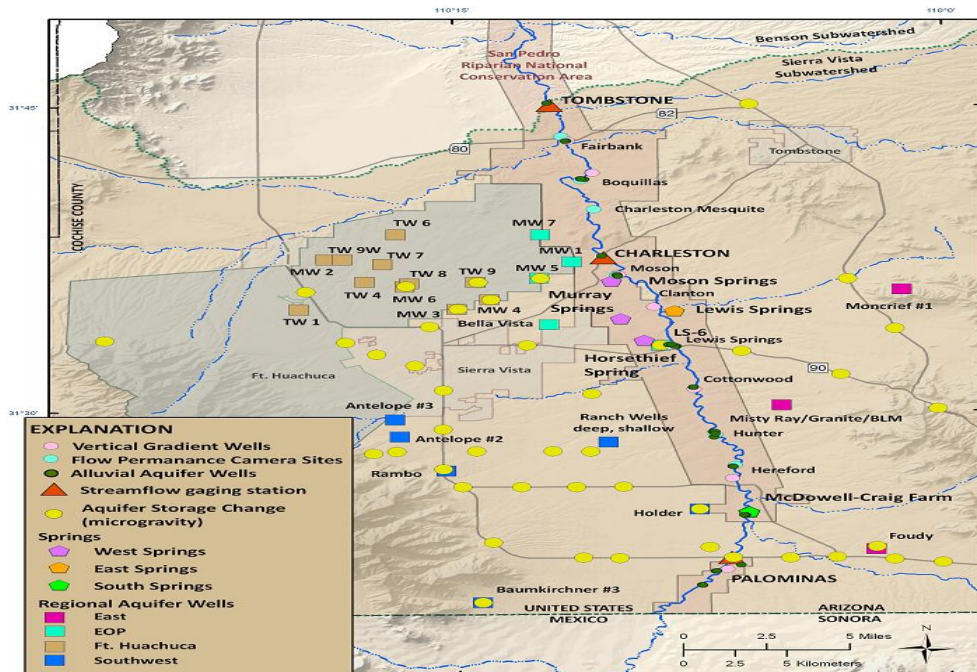 110°15'
110°0'
San Pedro
Riparian National
Conservation Area
Benson Subwatershed
Sierra Vista
Subwatershed
31°45'
TOMBSTONE
82
80
Fairbank
Tombstone
Boquillas
COCHISE COUNTY
Charleston Mesquite
TW 6
MW 7
TW 9W
CHARLESTON
TW 7
MW 1
MW 2
Moson
TW 8
TW 9
MW 5
Moson Springs
TW 4
MW 6
Murray
Springs
Clanton
Moncrief #1
TW 1
MW 3
MW 4
Lewis Springs
Bella Vista
LS-6
Lewis Springs
Horsethief
Spring
Ft. Huachuca
Sierra Vista
90
Cottonwood
31°30'
Antelope #3
Ranch Wells
deep, shallow
Misty Ray/Granite/BLM
Antelope #2
Hunter
Rambo
Hereford
McDowell-Craig Farm
Holder
Foudy
PALOMINAS
Baumkirchner #3
UNITED STATES
MEXICO
ARIZONA
SONORA
EXPLANATION
Vertical Gradient Wells
Flow Permanance Camera Sites
Alluvial Aquifer Wells
Streamflow gaging station
Aquifer Storage Change
(microgravity)
Springs
West Springs
East Springs
South Springs
Regional Aquifer Wells
East
EOP
Ft. Huachuca
Southwest
0 2.5 5 Miles
0 2.5 5 Kilometers
N